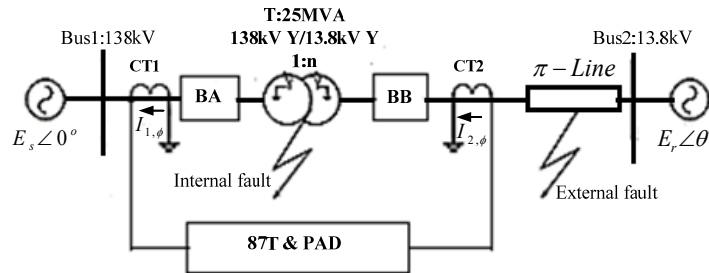 T:25MVA
Bus1:138kV
138kV Y/13.8kV Y
Bus2:13.8kV
1:n
CT1
CT2
π−Line
BA
BB
I₁,ϕ
I₂,ϕ
Eₛ∠0°
Eᵣ∠θ
Internal fault
External fault
87T & PAD